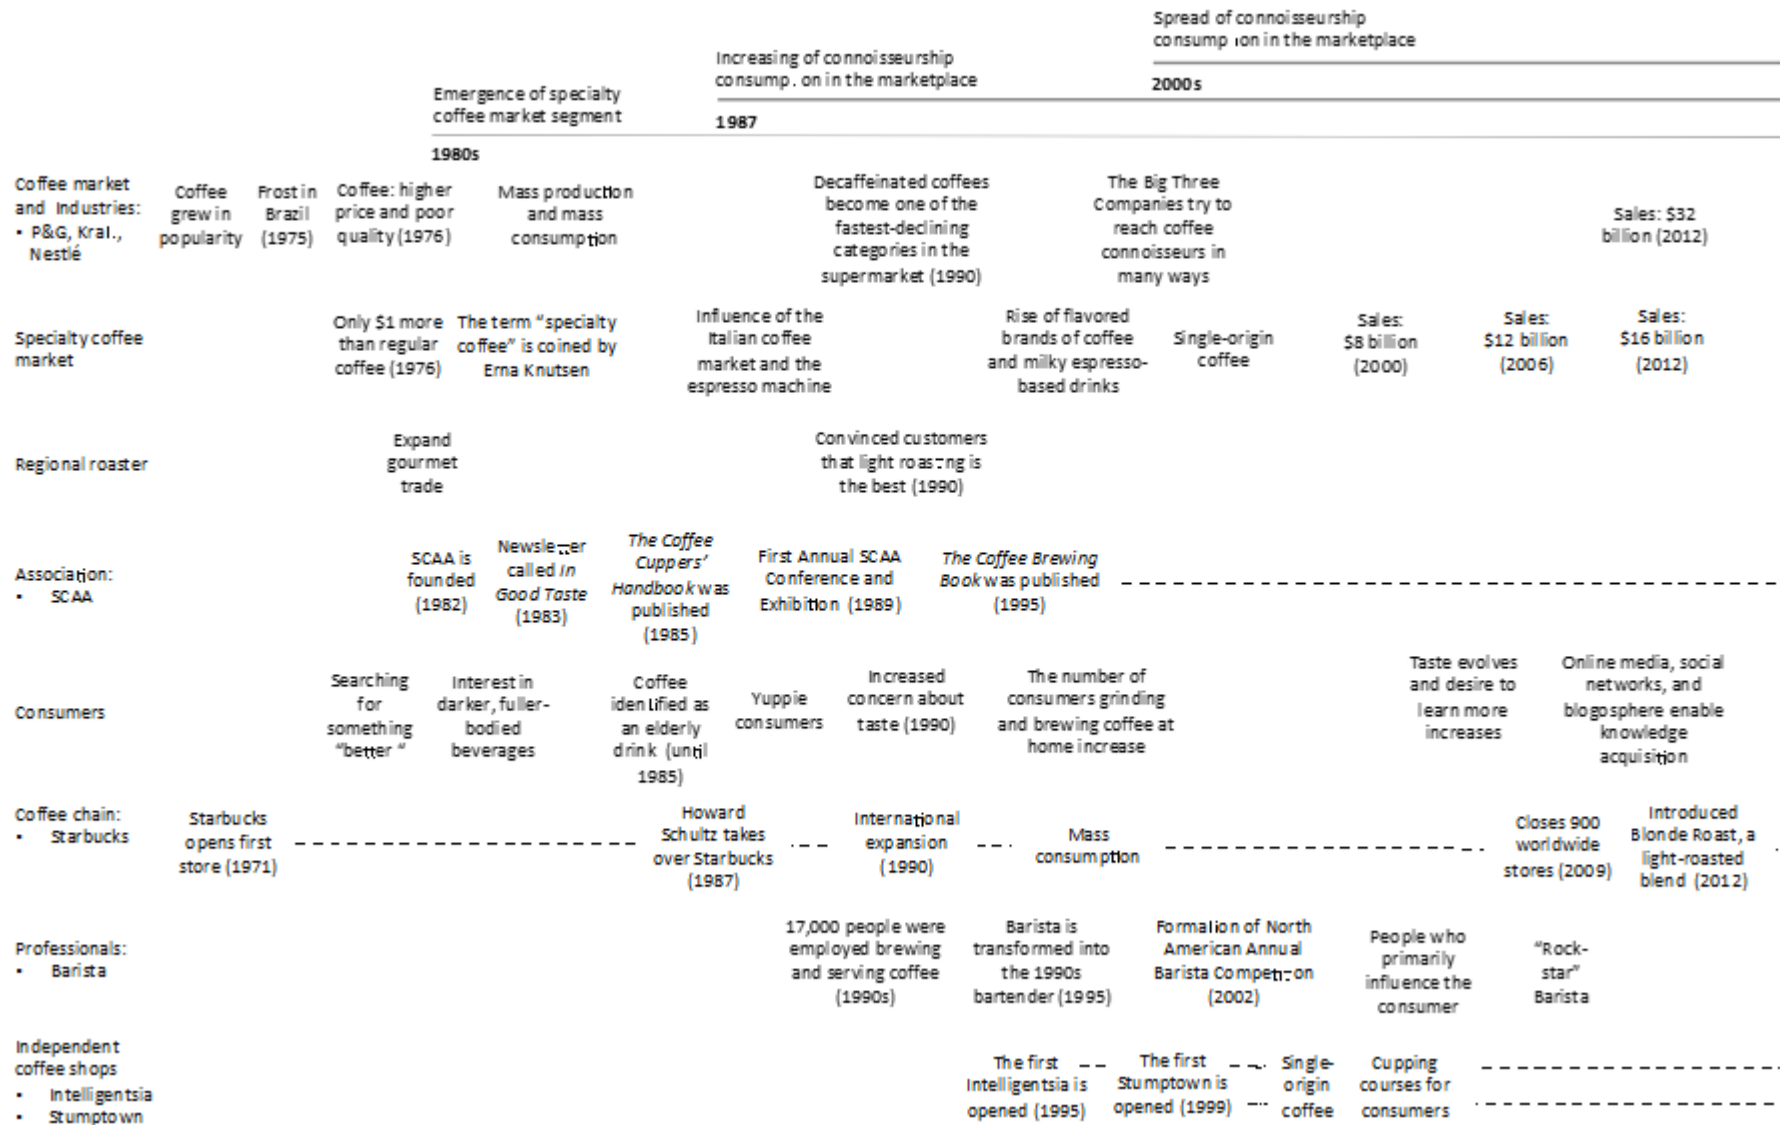 Spread of connoisseurship
consump ion in the marketplace
2000s
Increasing of connoisseurship
consump. on in the marketplace
1987
Emergence of specialty
coffee market segment
1980s
Coffee market
and Industries:
▪ P&G, Kral.,
Nestlé
Coffee
grew in
popularity
Frost in
Brazil
(1975)
Coffee: higher
price and poor
quality (1976)
Mass production
and mass
consumption
Decaffeinated coffees
become one of the
fastest-declining
categories in the
supermarket (1990)
The Big Three
Companies try to
reach coffee
connoisseurs in
many ways
Sales: $32
billion (2012)
Specialty coffee
market
Only $1 more
than regular
coffee (1976)
The term “specialty
coffee” is coined by
Erna Knutsen
Influence of the
Italian coffee
market and the
espresso machine
Rise of flavored
brands of coffee
and milky espresso-
based drinks
Single-origin
coffee
Sales:
$8 billion
(2000)
Sales:
$12 billion
(2006)
Sales:
$16 billion
(2012)
Regional roaster
Expand
gourmet
trade
Convinced customers
that light roasting is
the best (1990)
Association:
▪ SCAA
SCAA is
founded
(1982)
Newsletter
called In
Good Taste
(1983)
The Coffee
Cuppers’
Handbook was
published
(1985)
First Annual SCAA
Conference and
Exhibition (1989)
The Coffee Brewing
Book was published
(1995)
Consumers
Searching
for
something
“better “
Interest in
darker, fuller-
bodied
beverages
Coffee
identified as
an elderly
drink (until
1985)
Yuppie
consumers
Increased
concern about
taste (1990)
The number of
consumers grinding
and brewing coffee at
home increase
Taste evolves
and desire to
learn more
increases
Online media, social
networks, and
blogosphere enable
knowledge
acquisition
Coffee chain:
▪ Starbucks
Starbucks
opens first
store (1971)
Howard
Schultz takes
over Starbucks
(1987)
International
expansion
(1990)
Mass
consumption
Closes 900
worldwide
stores (2009)
Introduced
Blonde Roast, a
light-roasted
blend (2012)
Professionals:
▪ Barista
17,000 people were
employed brewing
and serving coffee
(1990s)
Barista is
transformed into
the 1990s
bartender (1995)
Formation of North
American Annual
Barista Competition
(2002)
People who
primarily
influence the
consumer
“Rock-
star”
Barista
Independent
coffee shops
▪ Intelligentsia
▪ Stumptown
The first
Intelligentsia is
opened (1995)
The first
Stumptown is
opened (1999)
Single-
origin
coffee
Cupping
courses for
consumers